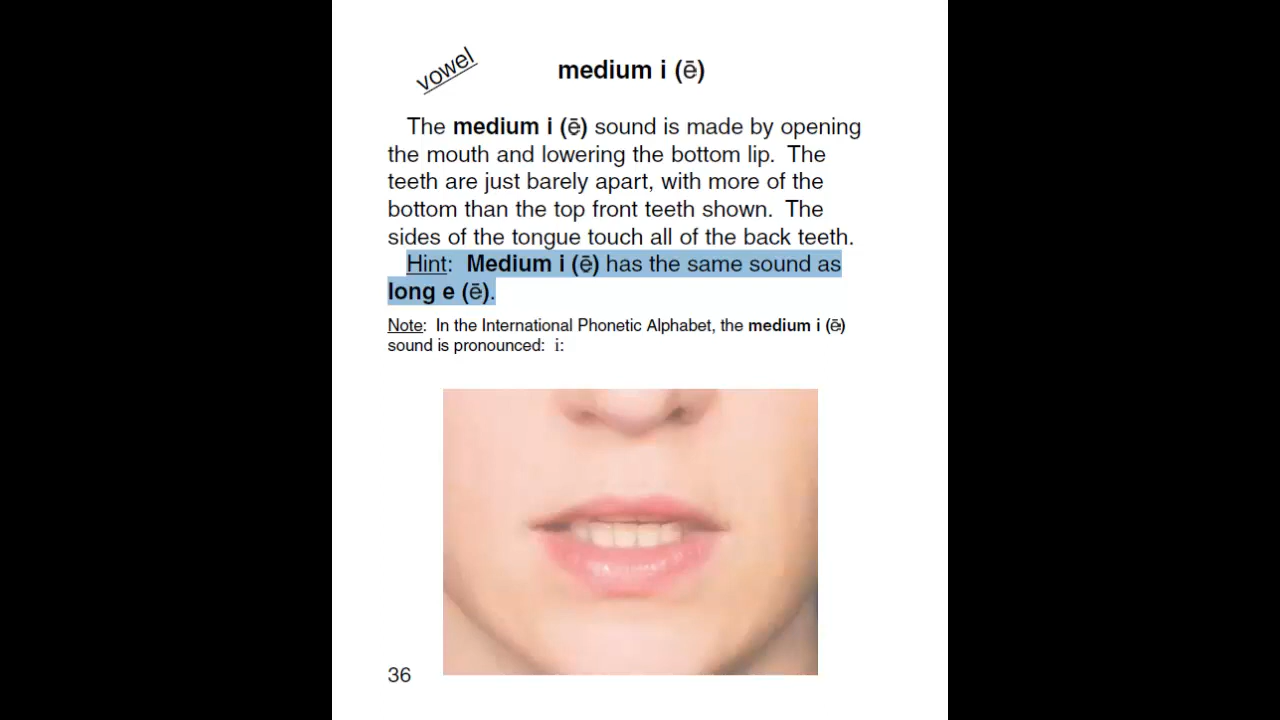 vowel
medium i (ē)
The medium i (ē) sound is made by opening
the mouth and lowering the bottom lip. The
teeth are just barely apart, with more of the
bottom than the top front teeth shown. The
sides of the tongue touch all of the back teeth.
Hint: Medium i (ē) has the same sound as
long e (ē).
Note: In the International Phonetic Alphabet, the medium i (ē)
sound is pronounced: i:
36